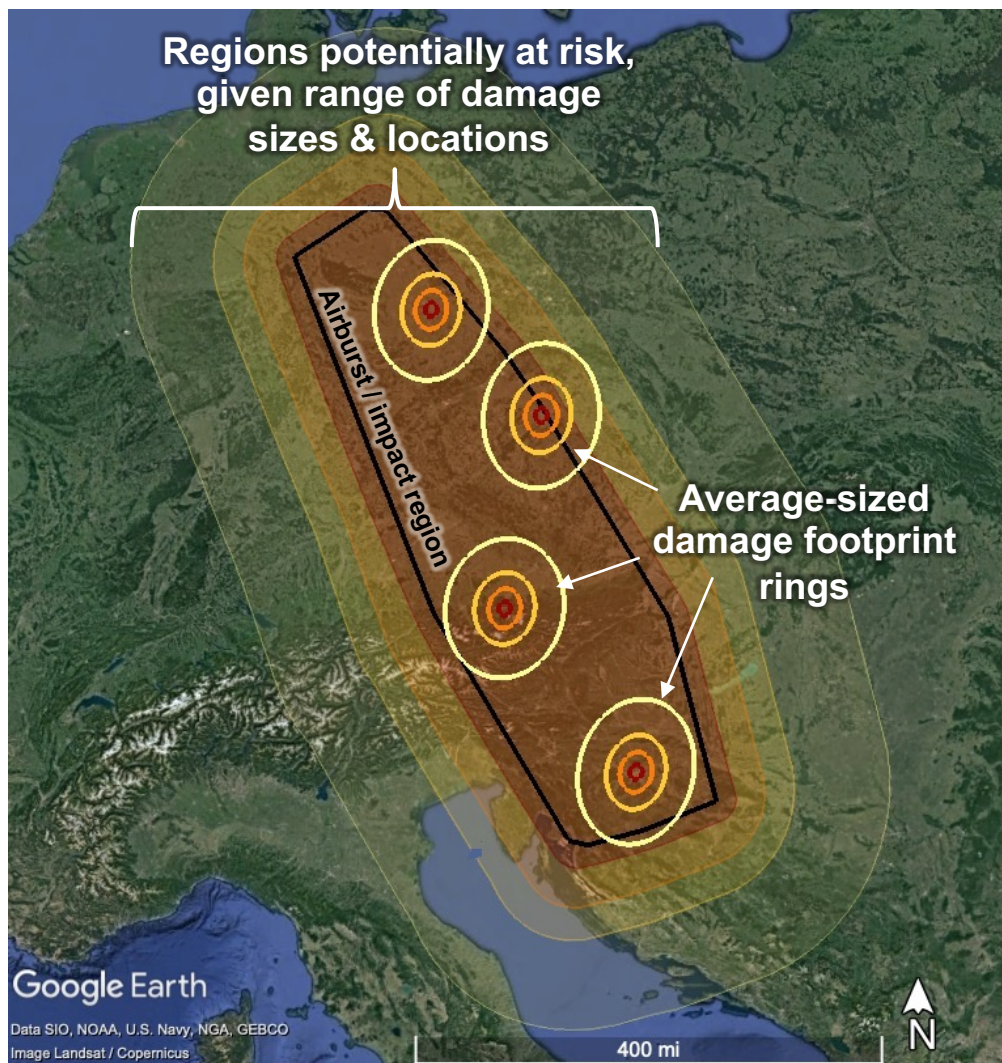 Regions potentially at risk,
given range of damage
sizes & locations
Airburst / impact region
Average-sized
damage footprint
rings
Google Earth
Data SIO, NOAA, U.S. Navy, NGA, GEBCO
Image Landsat / Copernicus
400 mi
N